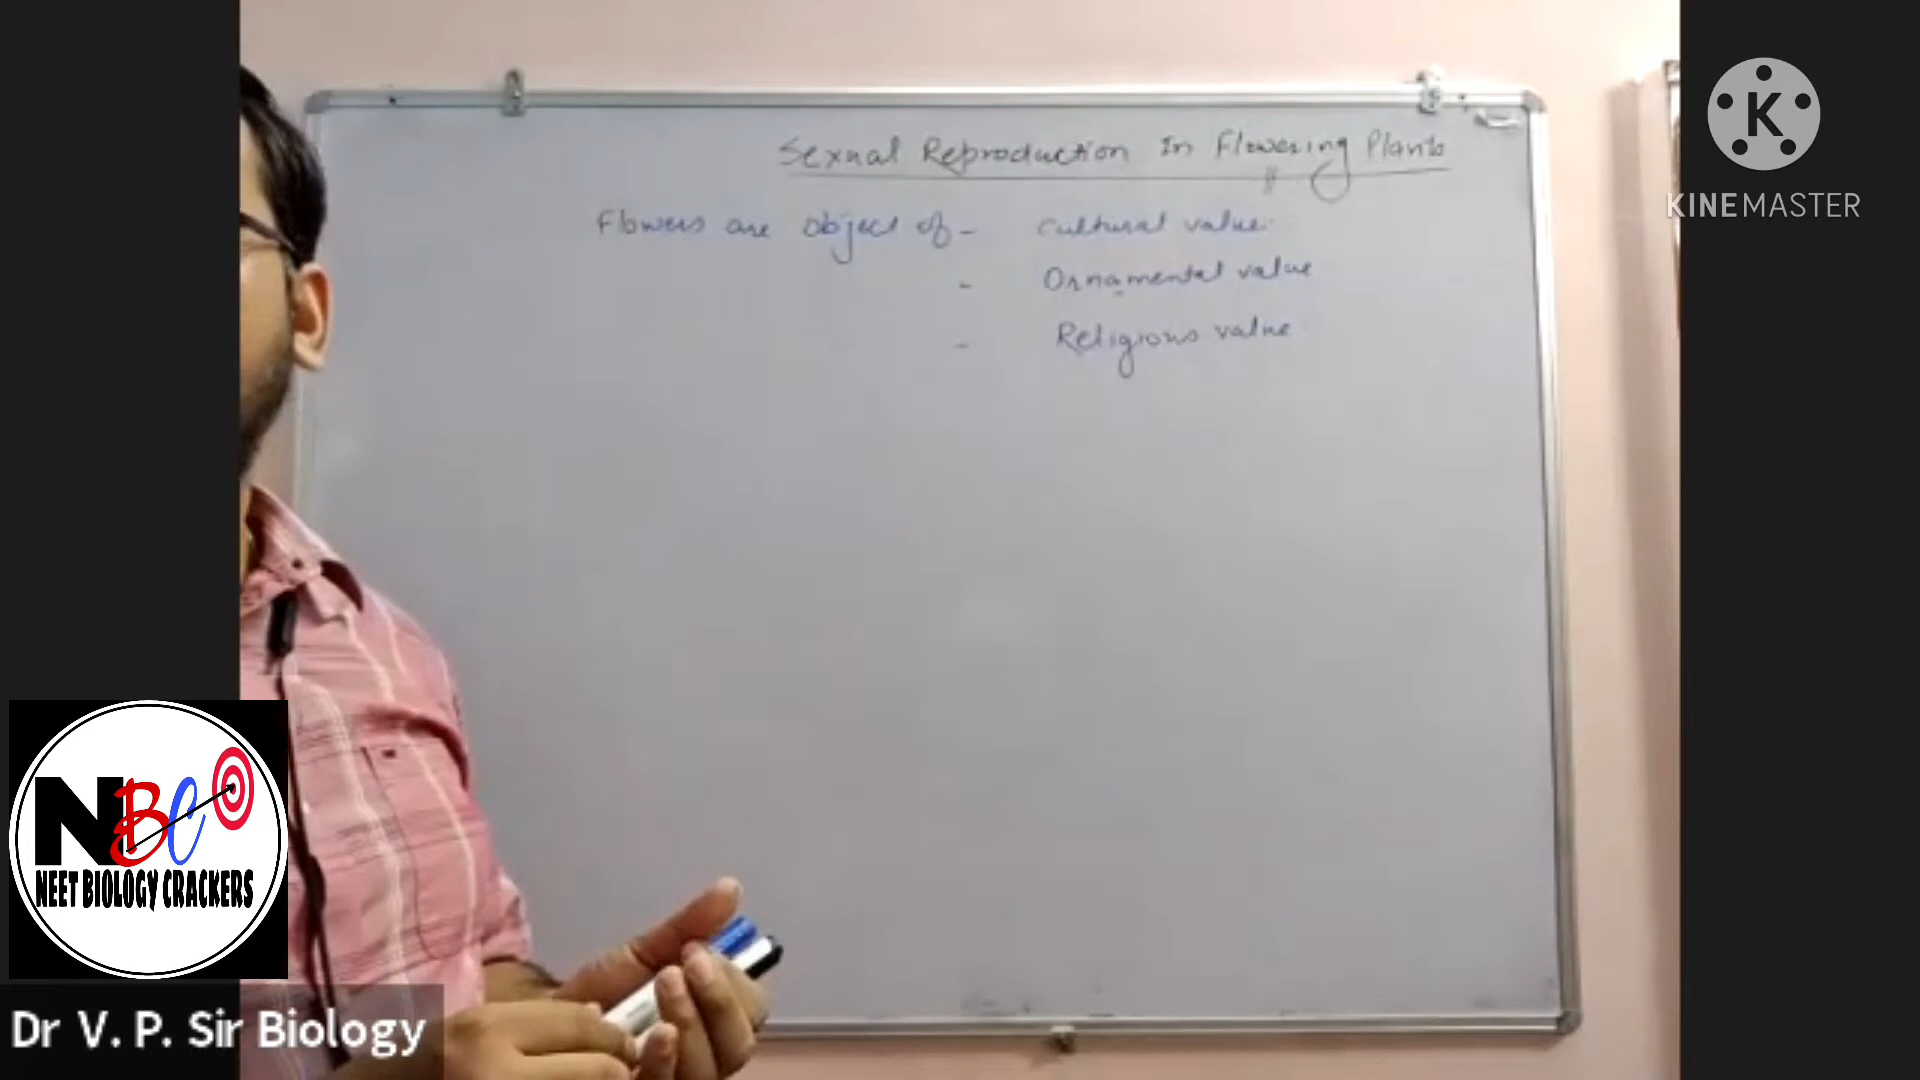 Sexual Reproduction In Flowering Plants
Flowers are object of - Cultural value.
- Ornamental value
- Religious value.
K
KINEMASTER
NBC
NEET BIOLOGY CRACKERS
Dr V. P. Sir Biology